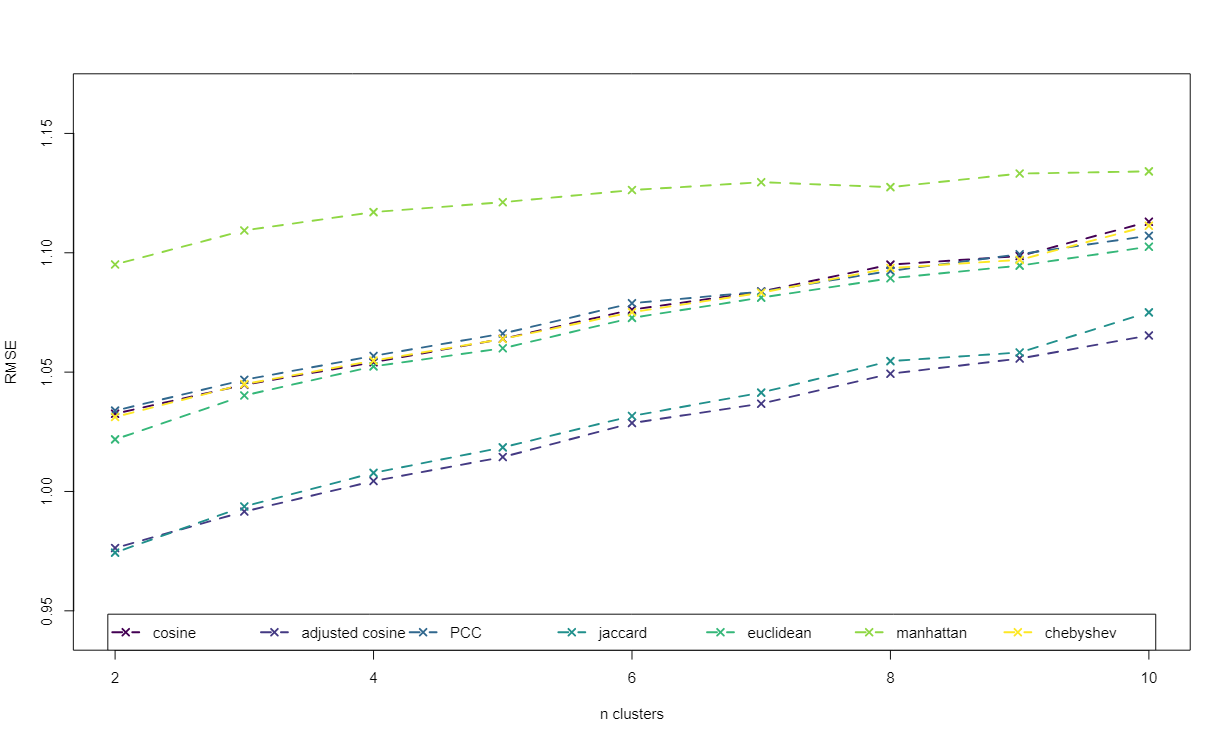 1.15
1.10
1.05
1.00
0.95
RMSE
cosine adjusted cosine PCC jaccard euclidean manhattan chebyshev
2 4 6 8 10
n clusters